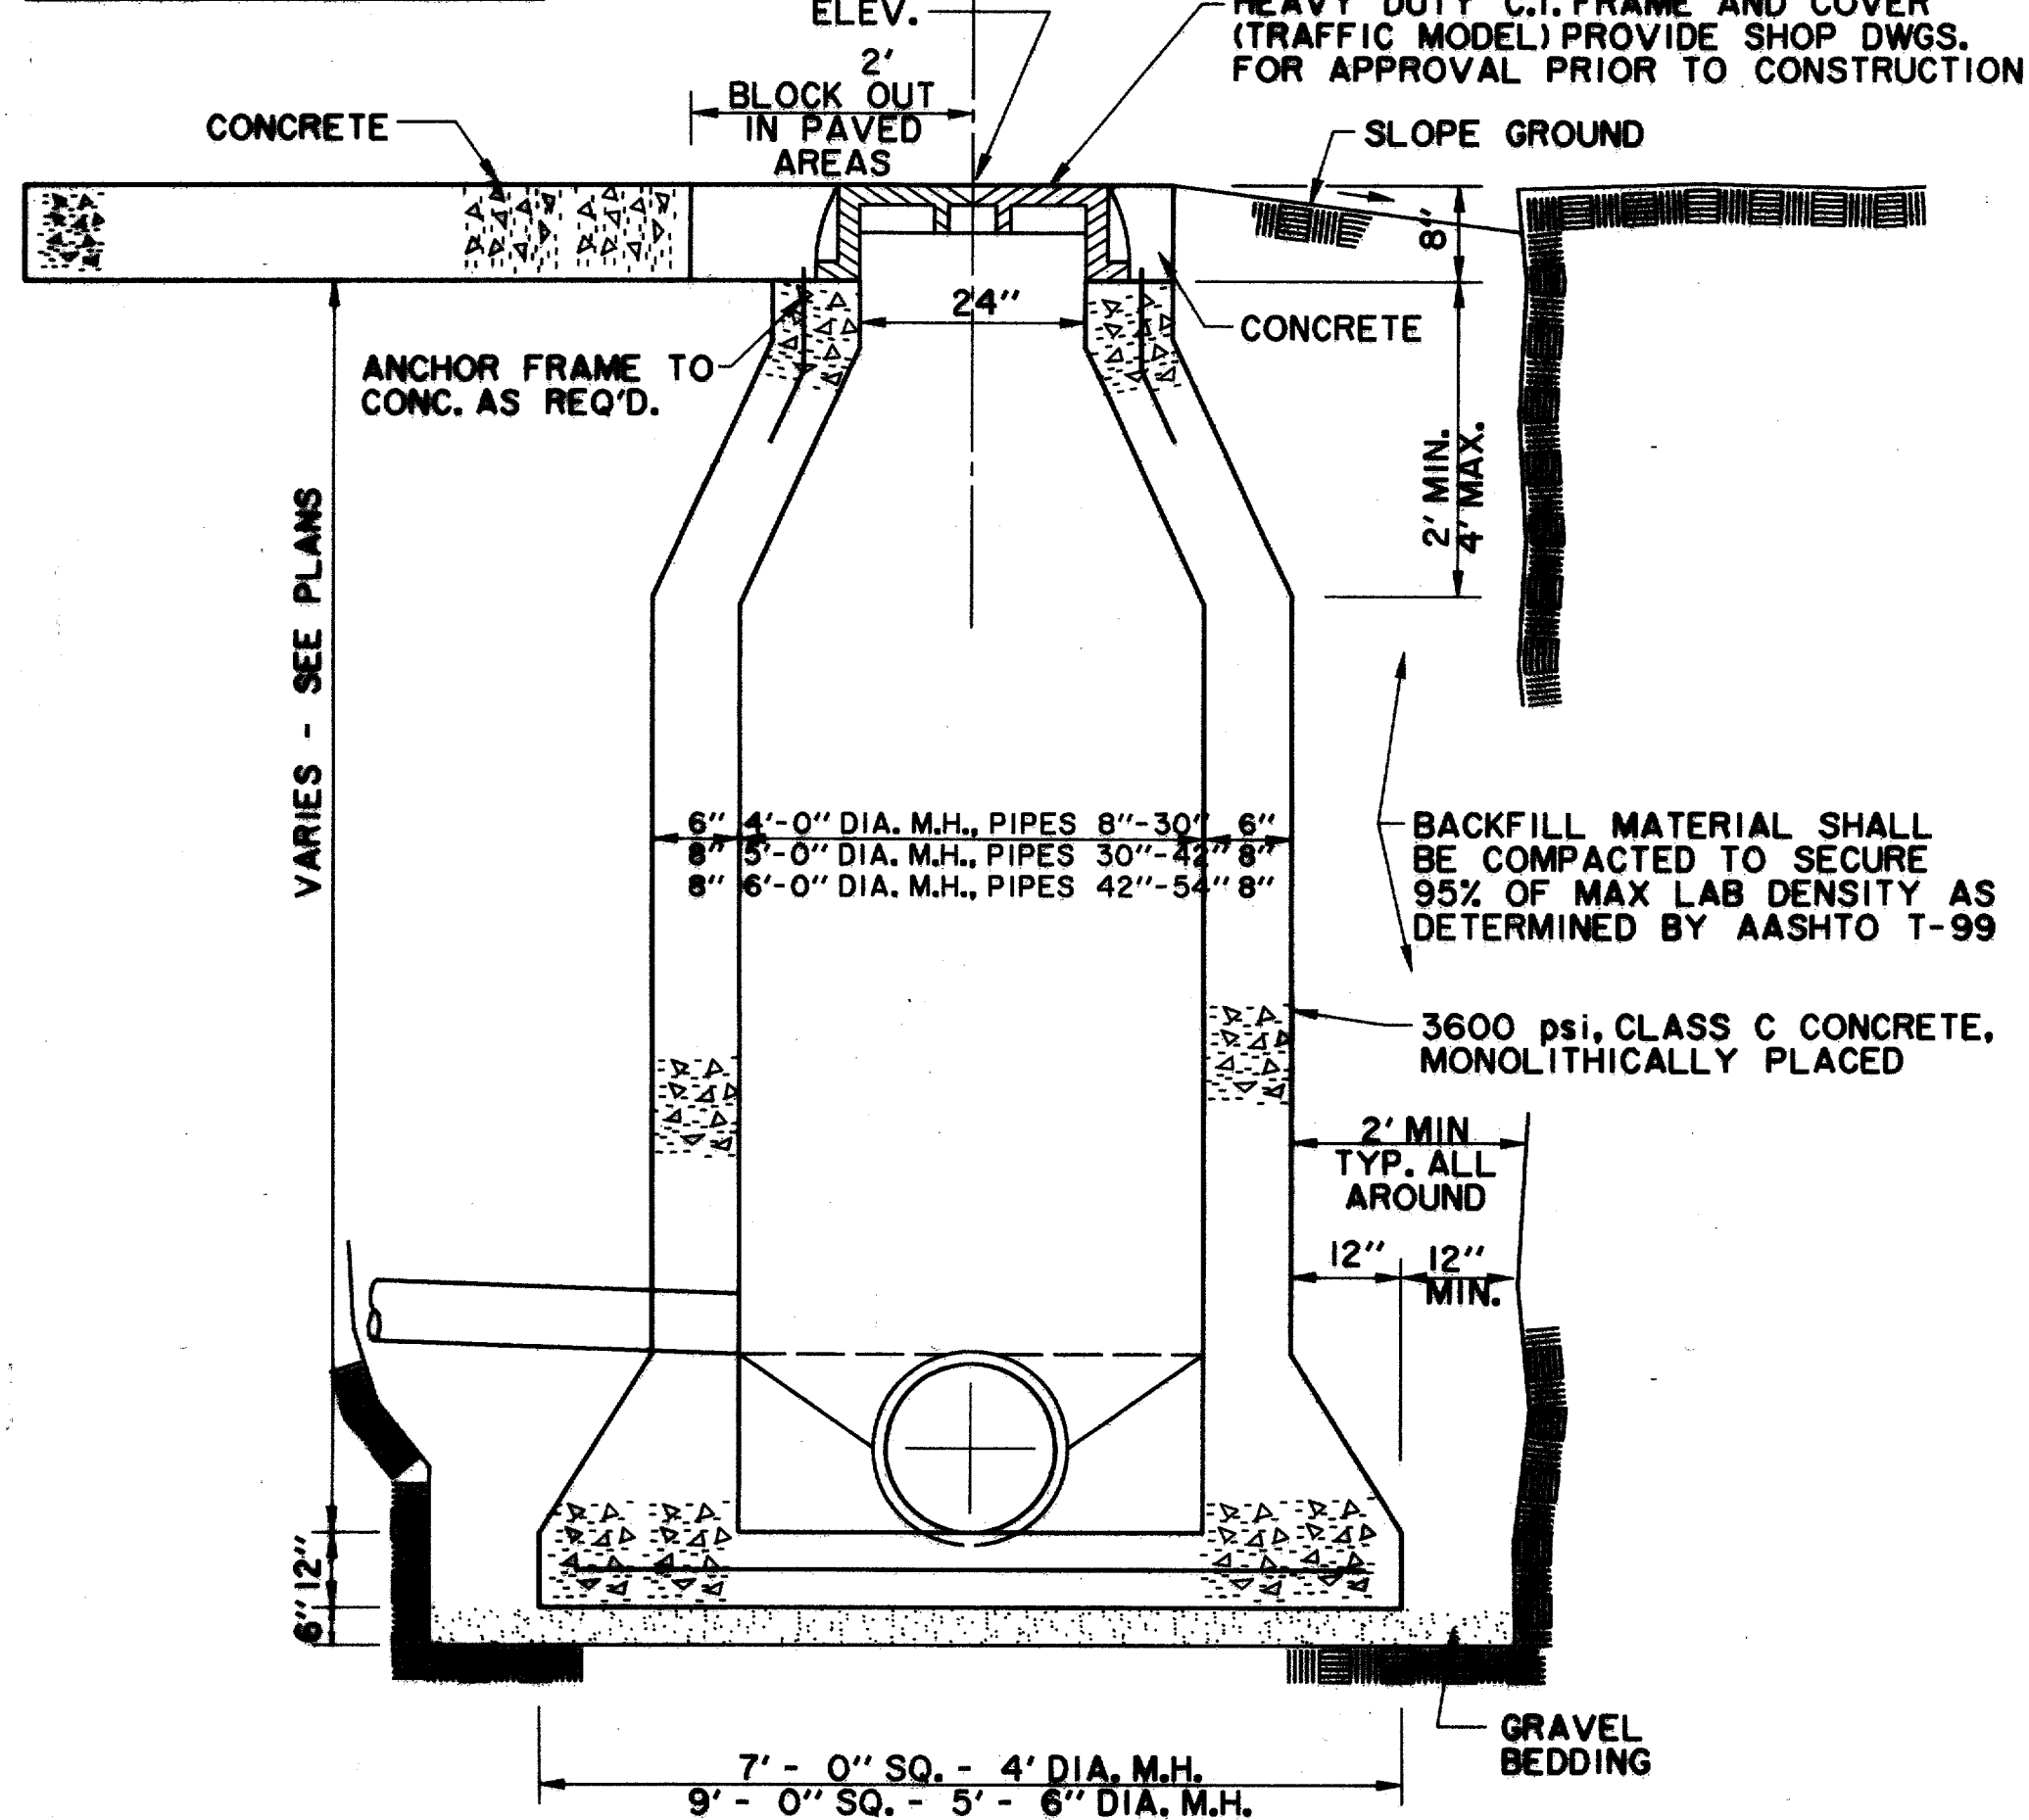 ELEV.
HEAVY DUTY C.I. FRAME AND COVER
(TRAFFIC MODEL) PROVIDE SHOP DWGS.
FOR APPROVAL PRIOR TO CONSTRUCTION
2'
BLOCK OUT
IN PAVED
AREAS
CONCRETE
SLOPE GROUND
8"
24"
CONCRETE
ANCHOR FRAME TO
CONC. AS REQ'D.
2' MIN.
4' MAX.
VARIES - SEE PLANS
6" 4'-0" DIA. M.H., PIPES 8"-30" 6"
8" 5'-0" DIA. M.H., PIPES 30"-42" 8"
8" 6'-0" DIA. M.H., PIPES 42"-54" 8"
BACKFILL MATERIAL SHALL
BE COMPACTED TO SECURE
95% OF MAX LAB DENSITY AS
DETERMINED BY AASHTO T-99
3600 psi, CLASS C CONCRETE,
MONOLITHICALLY PLACED
2' MIN
TYP. ALL
AROUND
12"
12"
MIN.
12"
6"
GRAVEL
BEDDING
7' - 0" SQ. - 4' DIA. M.H.
9' - 0" SQ. - 5' - 6" DIA. M.H.